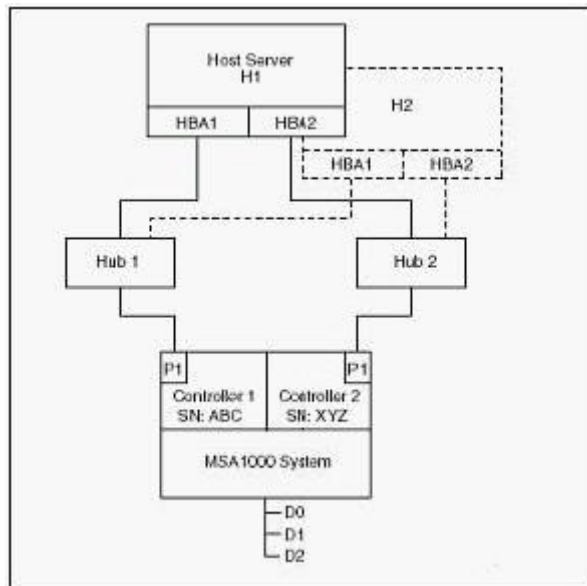 Host Server
H1
H2
HBA1
HBA2
HBA1
HBA2
Hub 1
Hub 2
P1
P1
Controller 1
SN: ABC
Controller 2
SN: XYZ
MSA1000 System
D0
D1
D2